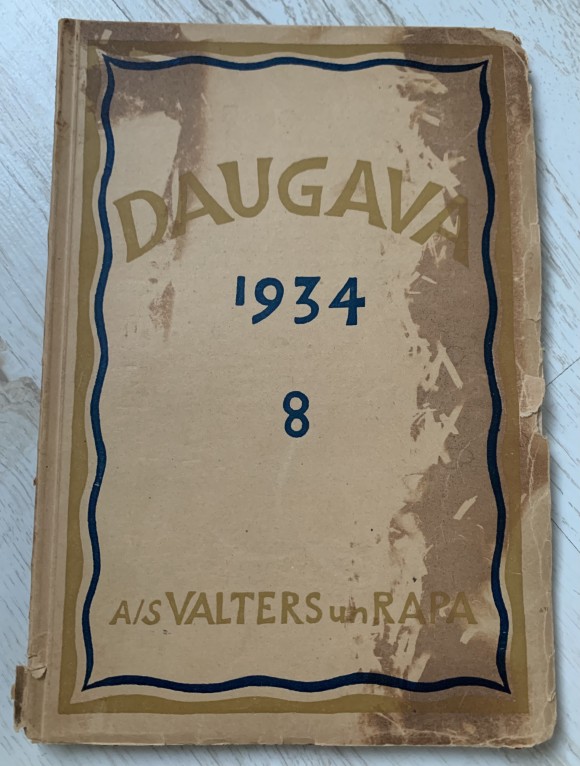 DAUGAVA
1934
8
A/S VALTERS un RAPA